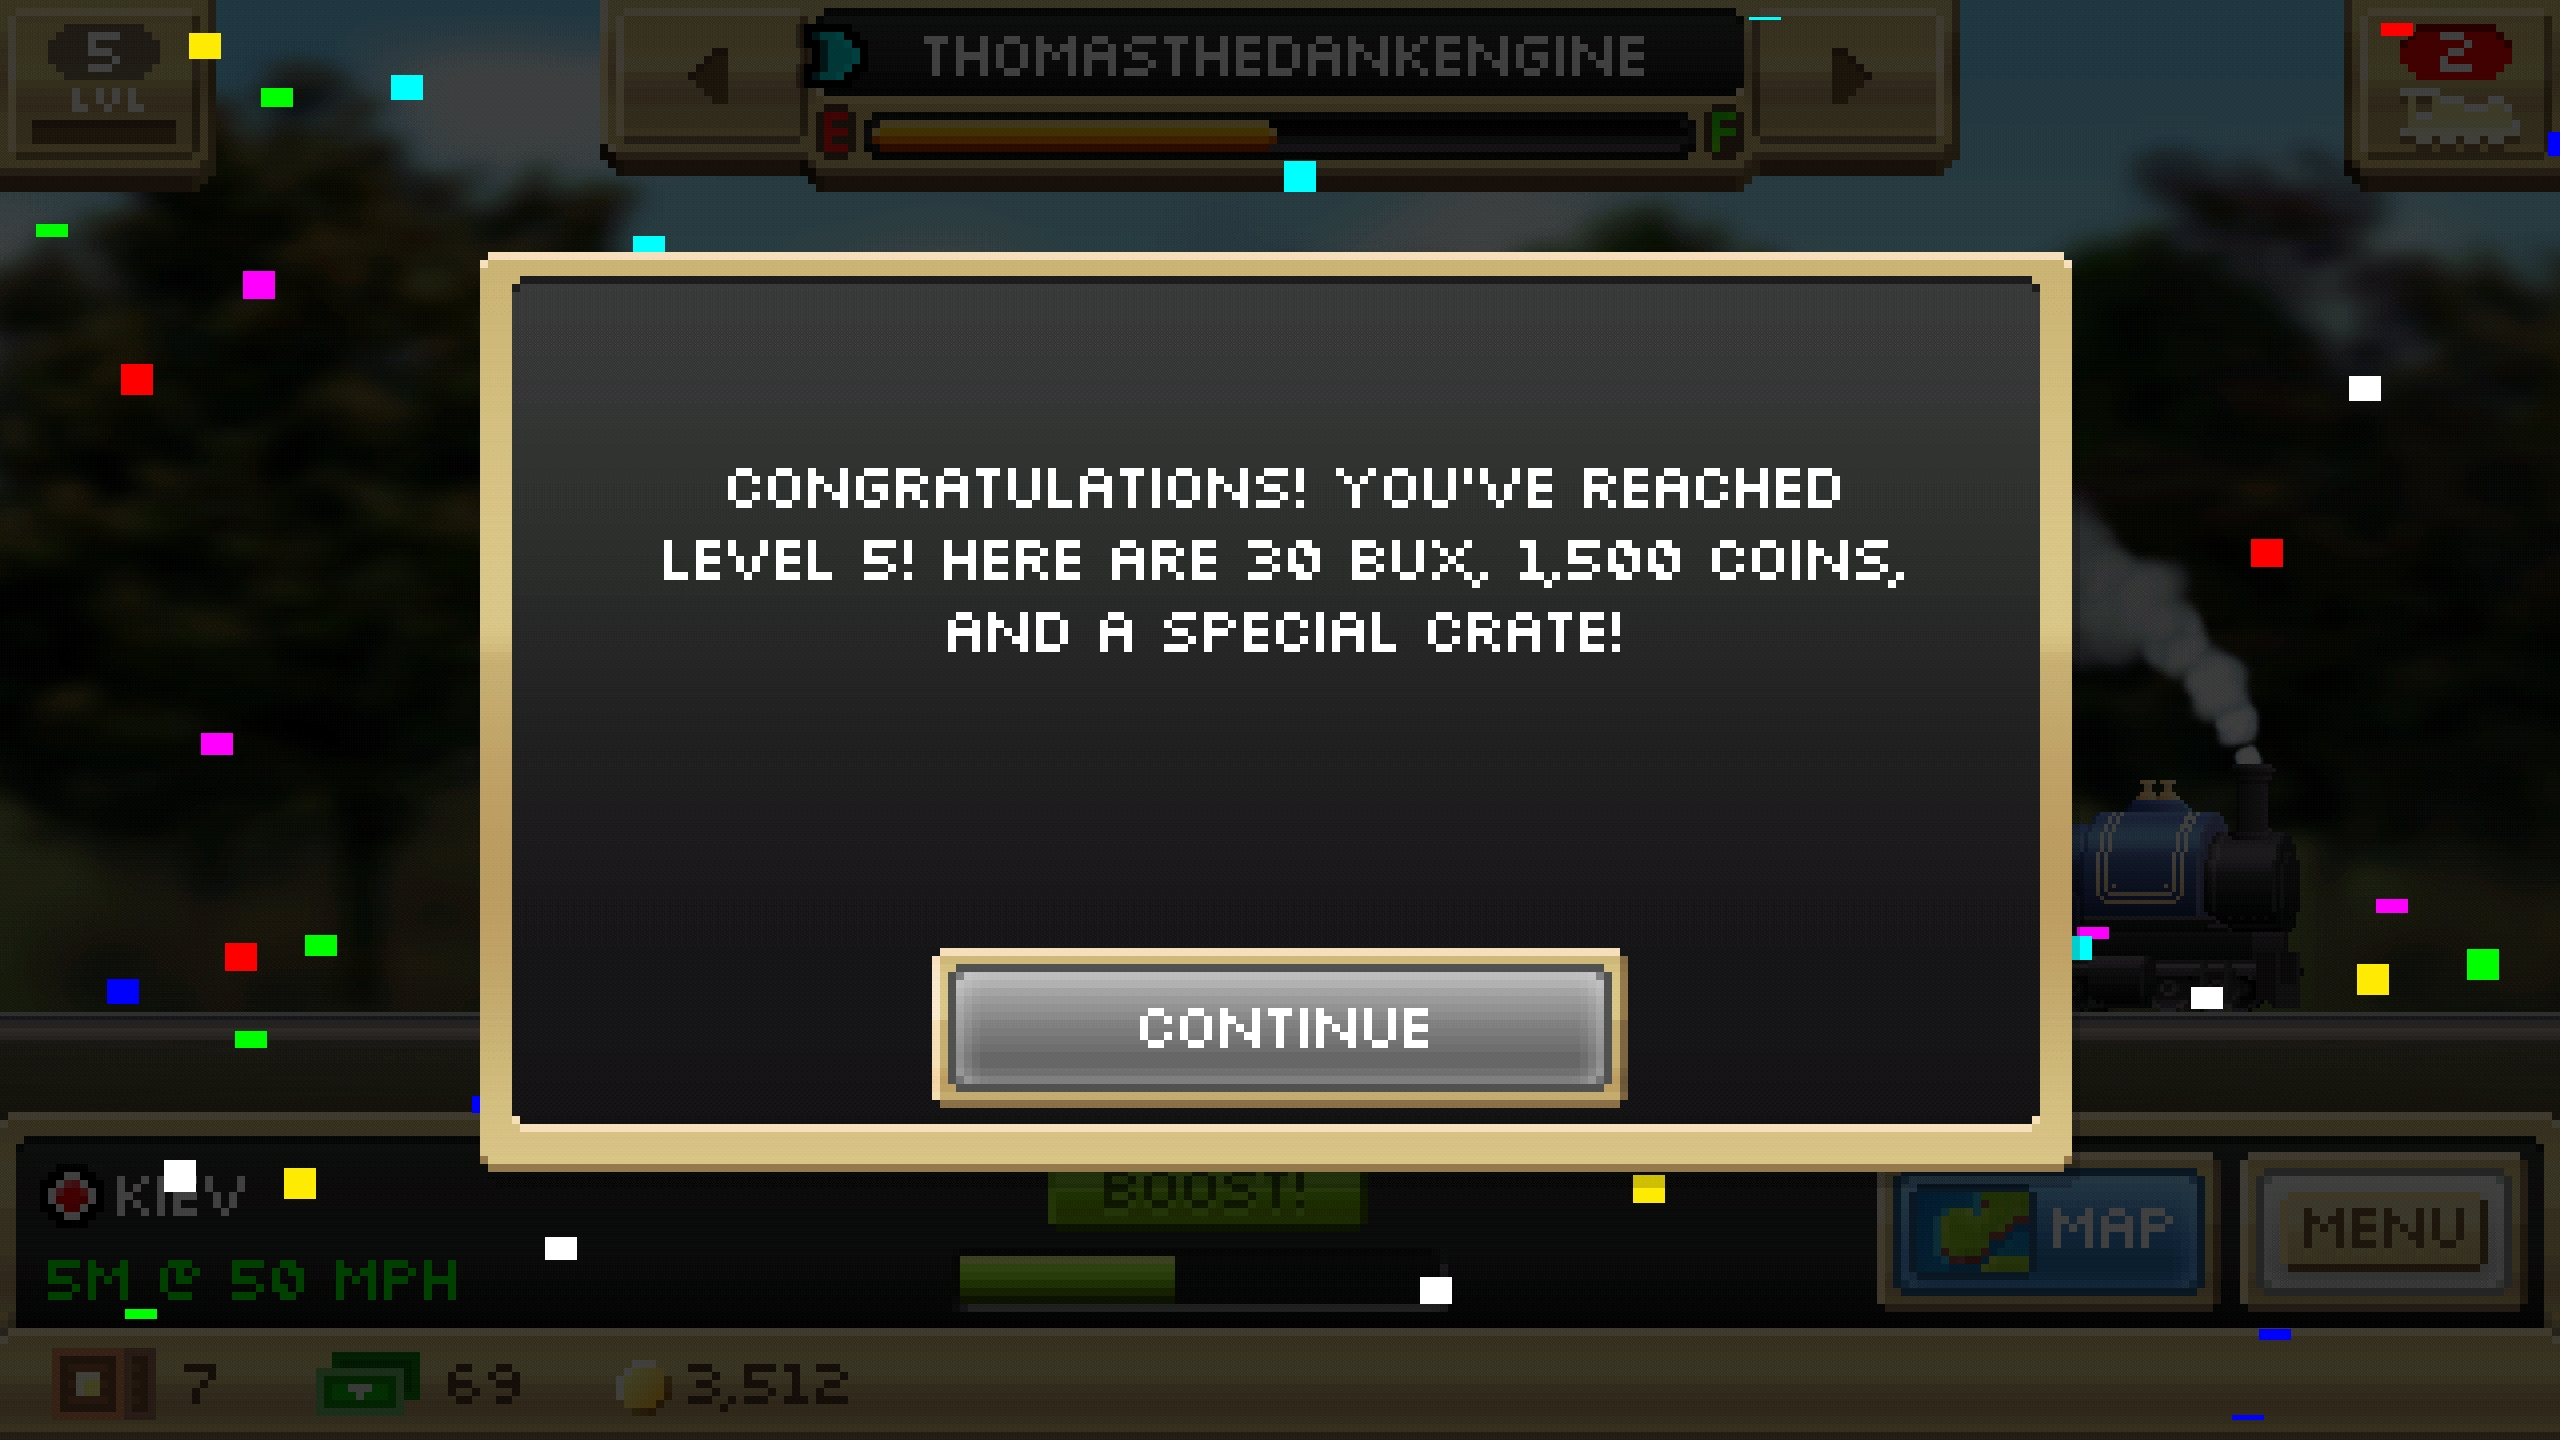 5
LVL
THOMASTHEDANKENGINE
E
F
2
CONGRATULATIONS! YOU'VE REACHED
LEVEL 5! HERE ARE 30 BUX, 1,500 COINS,
AND A SPECIAL CRATE!
CONTINUE
KIEV
5M @ 50 MPH
BOOST!
MAP
MENU
7
69
3,512